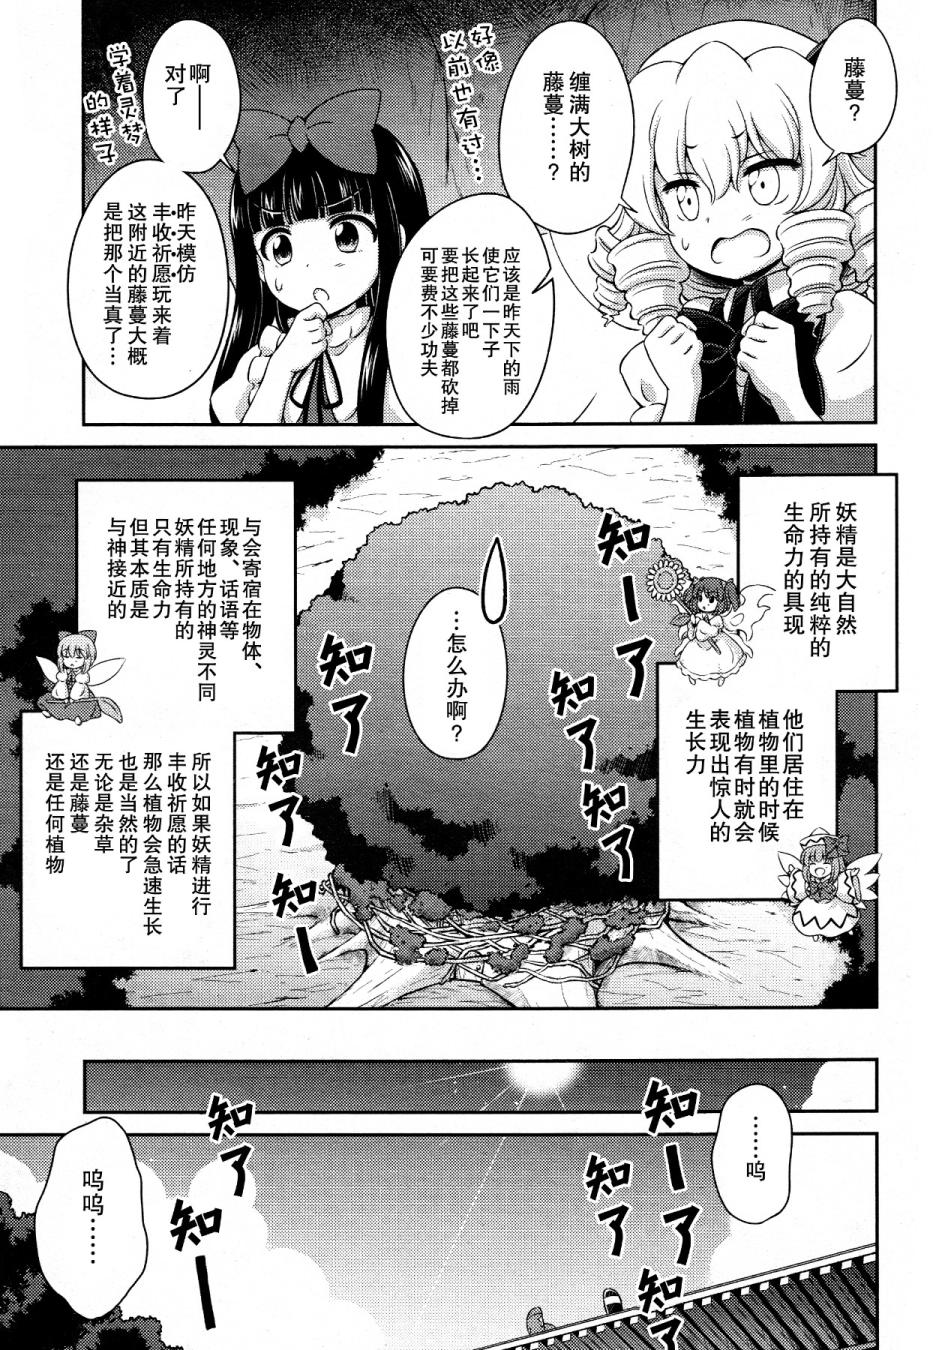 藤蔓？
缠满大树的
藤蔓……？
好像
以前也有过…
应该是昨天下的雨
使它们一下子
长起来了吧
要把这些藤蔓都砍掉
可要费不少功夫
啊——
对了
学着灵梦
的样子
昨天模仿
丰收祈愿玩来着
这附近的藤蔓大概
是把那个当真了…
妖精是大自然
所持有的纯粹的
生命力的具现
他们居住在
植物里的时候
植物有时就会
表现出惊人的
生长力
知ー了
知了
知了
…怎么办啊？
知了
知了
知ー
与会寄宿在物体、
现象、话语等
任何地方的神灵不同
妖精所持有的
只有生命力
但其本质是
与神接近的
所以如果妖精进行
丰收祈愿的话
那么植物会急速生长
也是当然的了
无论是杂草
还是藤蔓
还是任何植物
……呜
知ー了ー
知了
知了
知了
知ー
呜呜……